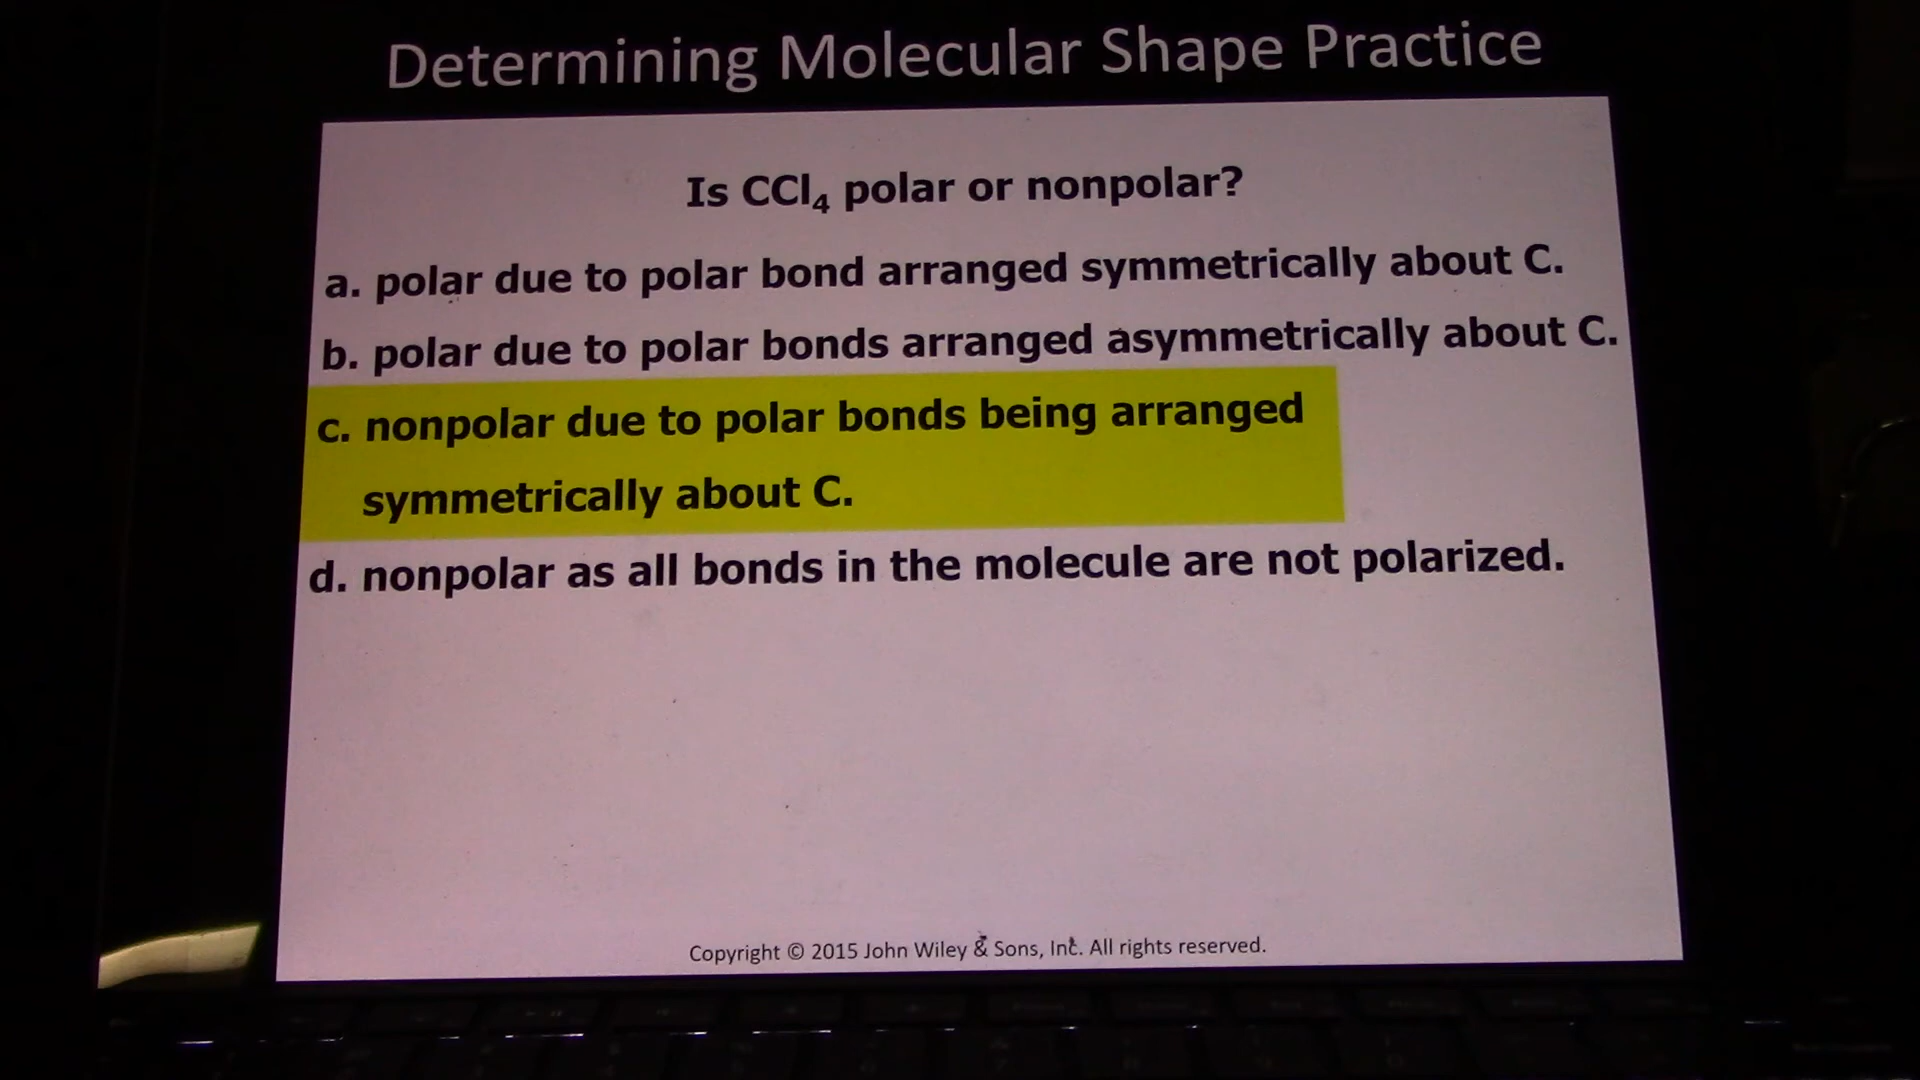 Determining Molecular Shape Practice
Is CCl₄ polar or nonpolar?
a. polar due to polar bond arranged symmetrically about C.
b. polar due to polar bonds arranged asymmetrically about C.
c. nonpolar due to polar bonds being arranged
symmetrically about C.
d. nonpolar as all bonds in the molecule are not polarized.
Copyright © 2015 John Wiley & Sons, Inc. All rights reserved.